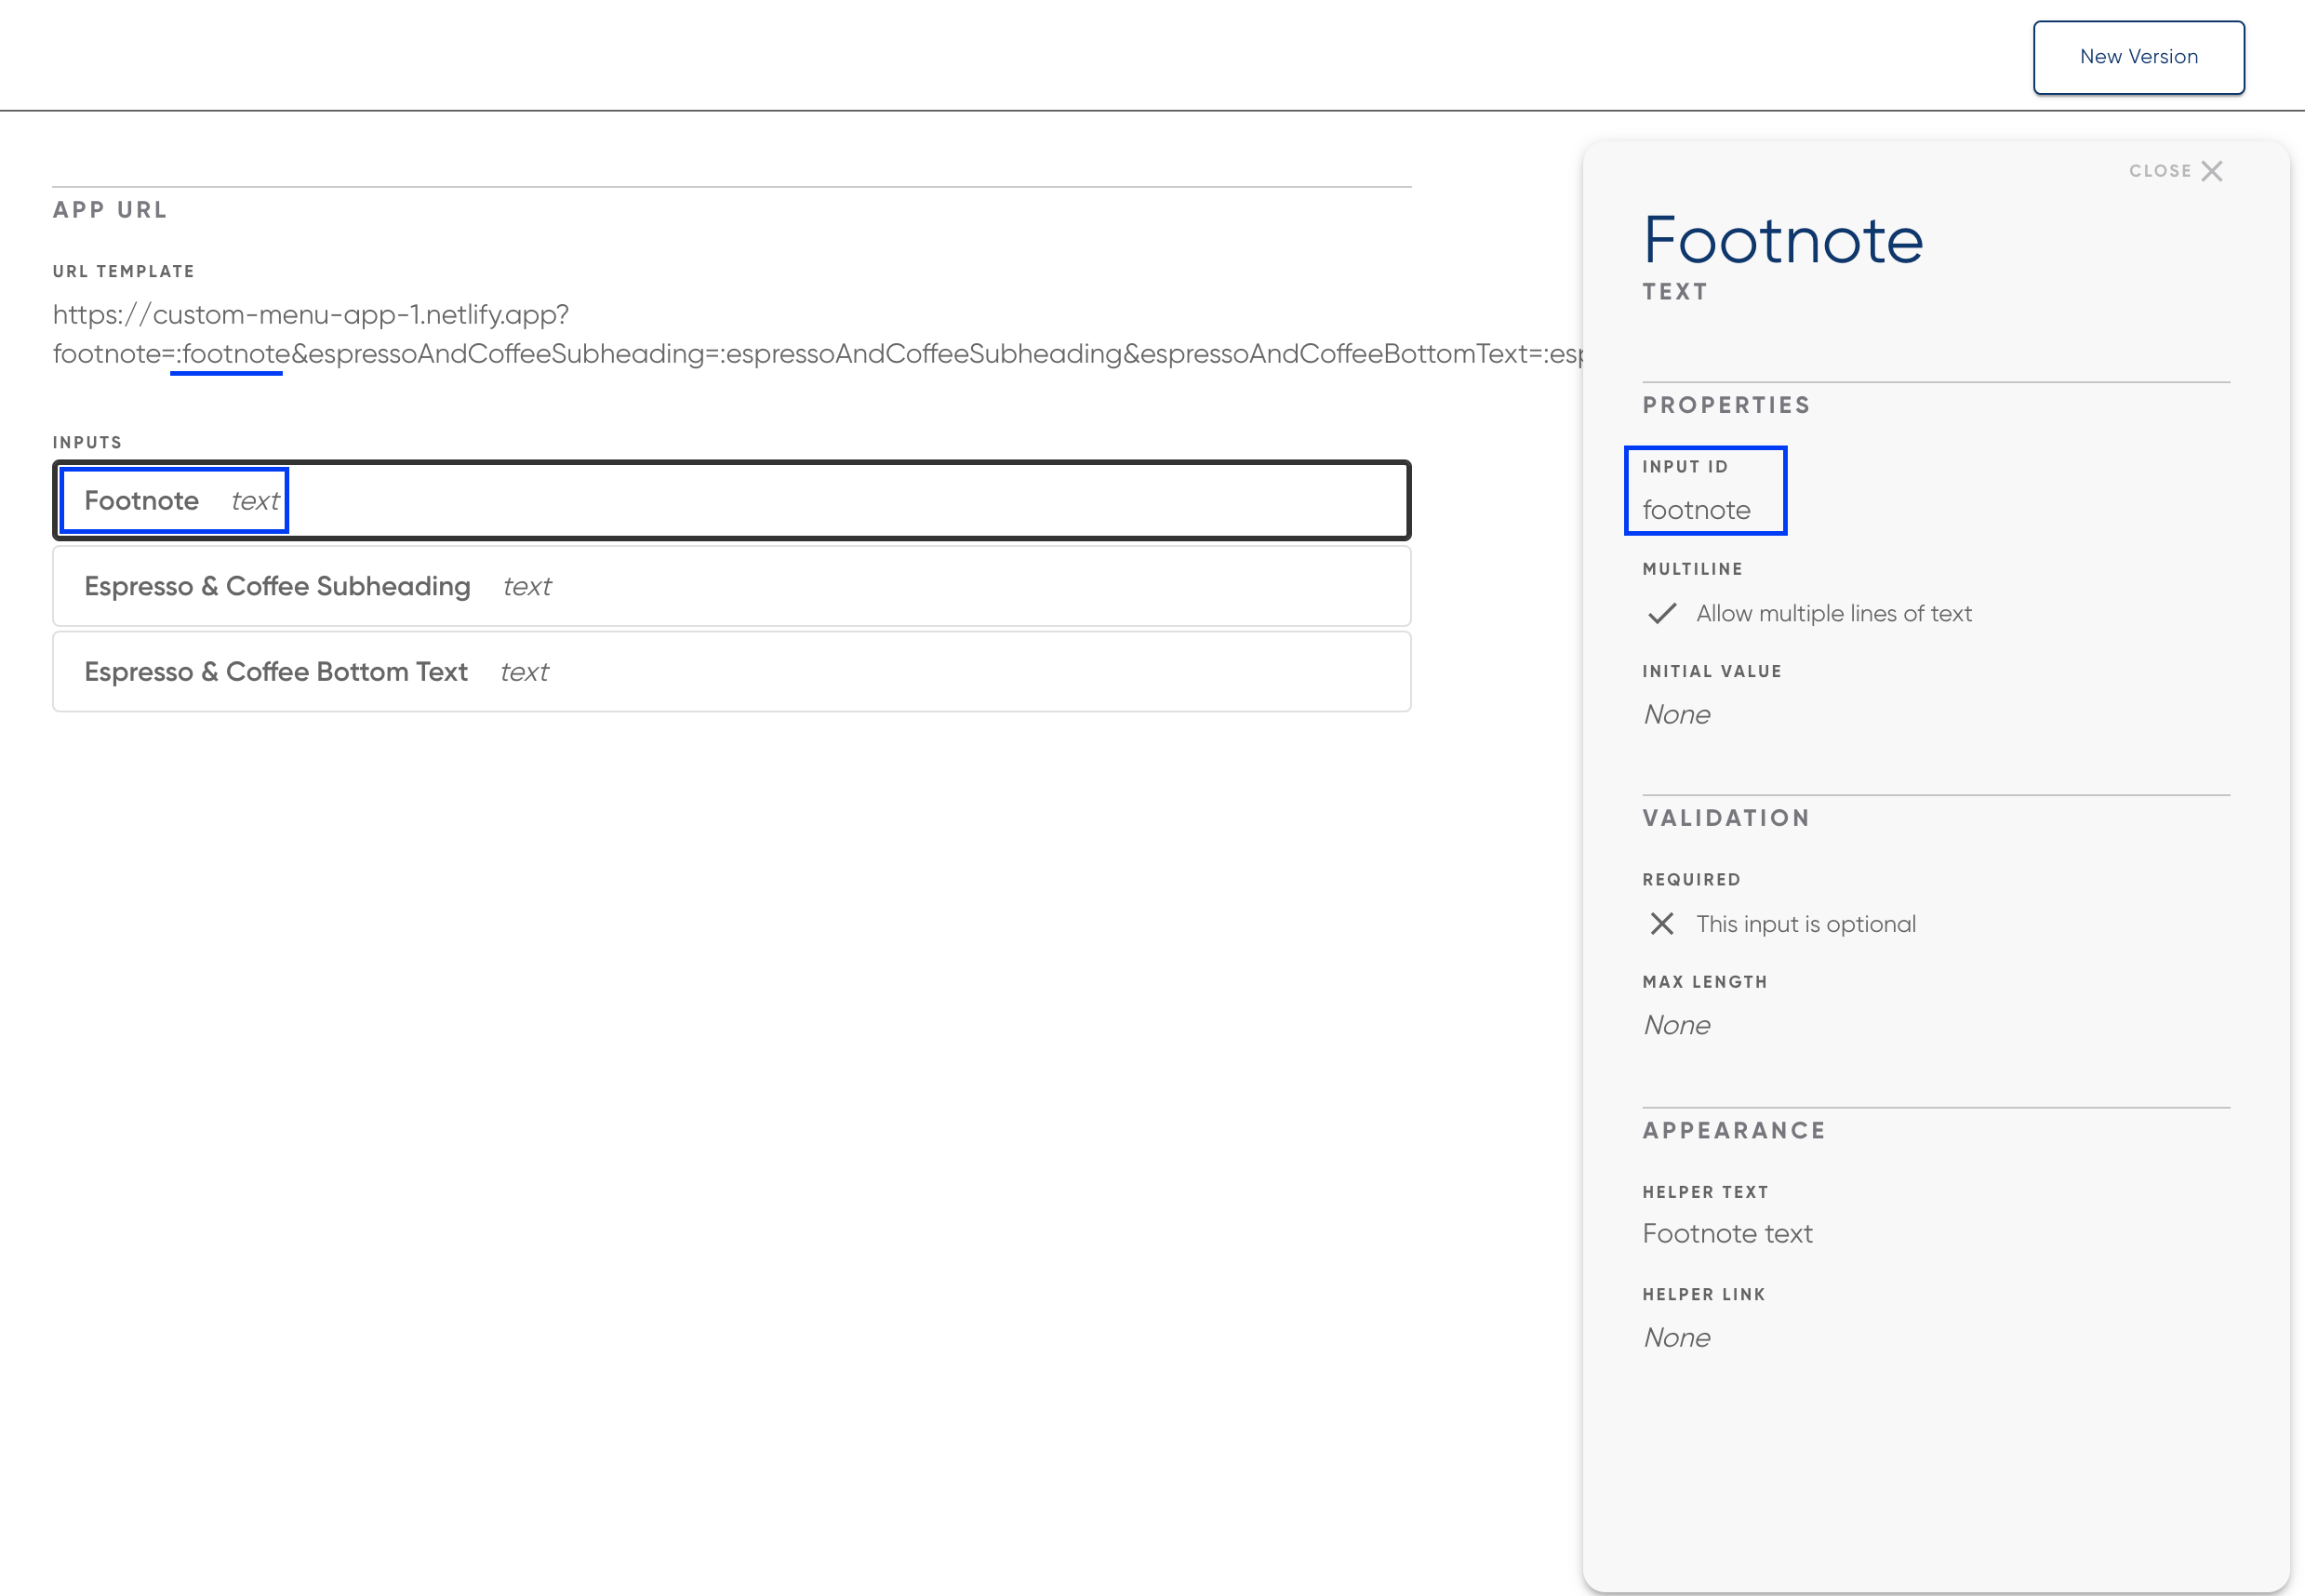 New Version
APP URL
URL TEMPLATE
https://custom-menu-app-1.netlify.app?
footnote=:footnote&espressoAndCoffeeSubheading=:espressoAndCoffeeSubheading&espressoAndCoffeeBottomText=:esp
INPUTS
Footnote text
Espresso & Coffee Subheading text
Espresso & Coffee Bottom Text text
CLOSE
Footnote
TEXT
PROPERTIES
INPUT ID
footnote
MULTILINE
Allow multiple lines of text
INITIAL VALUE
None
VALIDATION
REQUIRED
This input is optional
MAX LENGTH
None
APPEARANCE
HELPER TEXT
Footnote text
HELPER LINK
None